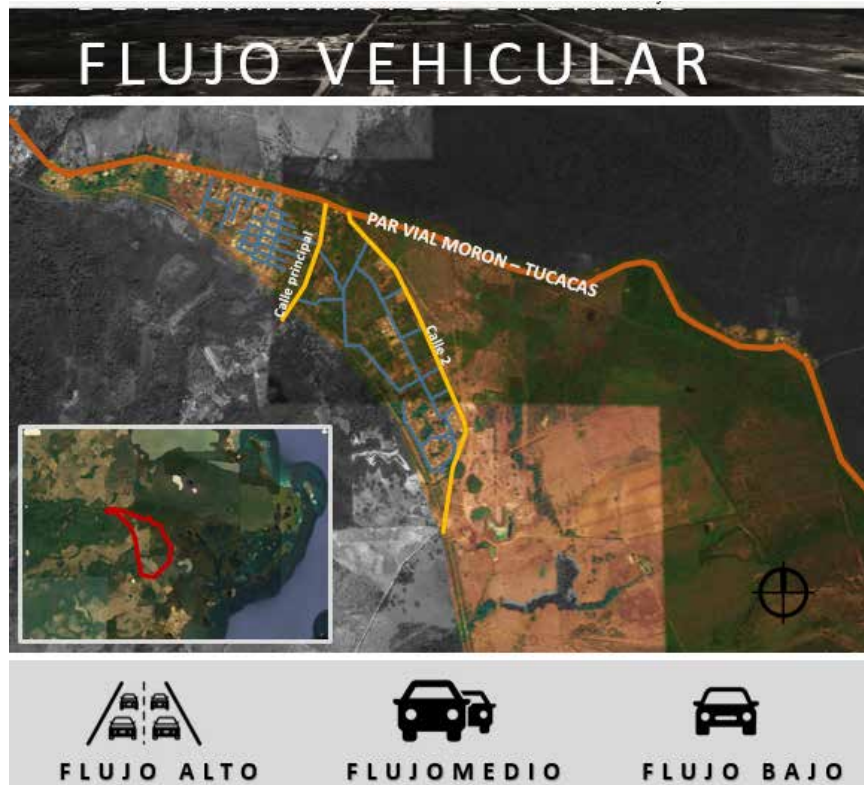 FLUJO VEHICULAR
PAR VIAL MORON – TUCACAS
Calle principal
Calle 2
FLUJO ALTO
FLUJOMEDIO
FLUJO BAJO